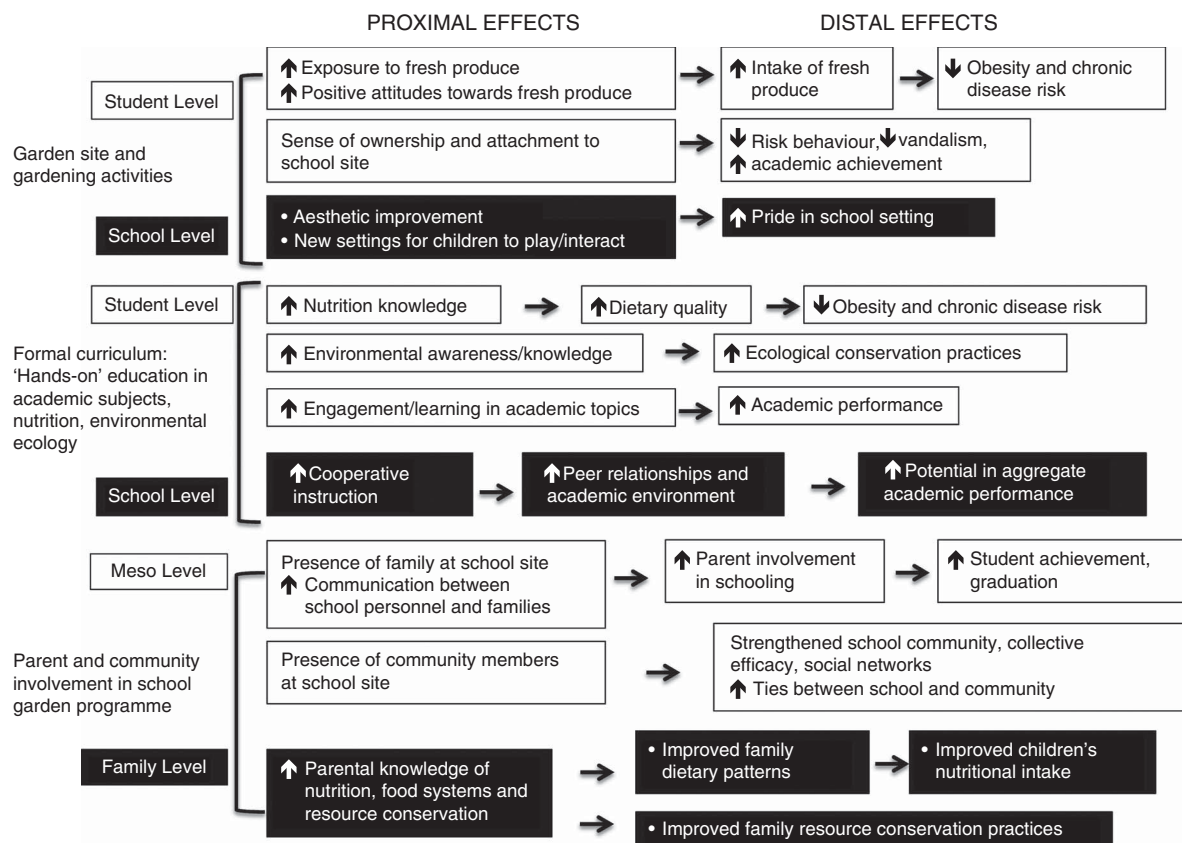 PROXIMAL EFFECTS
DISTAL EFFECTS
Student Level
↑ Exposure to fresh produce
↑ Positive attitudes towards fresh produce
↑ Intake of fresh
produce
↓ Obesity and chronic
disease risk
Garden site and
gardening activities
Sense of ownership and attachment to
school site
↓ Risk behaviour, ↓ vandalism,
↑ academic achievement
School Level
• Aesthetic improvement
• New settings for children to play/interact
↑ Pride in school setting
Student Level
↑ Nutrition knowledge
↑ Dietary quality
↓ Obesity and chronic disease risk
Formal curriculum:
‘Hands-on’ education in
academic subjects,
nutrition, environmental
ecology
↑ Environmental awareness/knowledge
↑ Ecological conservation practices
↑ Engagement/learning in academic topics
↑ Academic performance
School Level
↑ Cooperative
instruction
↑ Peer relationships and
academic environment
↑ Potential in aggregate
academic performance
Meso Level
Presence of family at school site
↑ Communication between
school personnel and families
↑ Parent involvement
in schooling
↑ Student achievement,
graduation
Parent and community
involvement in school
garden programme
Presence of community members
at school site
Strengthened school community, collective
efficacy, social networks
↑ Ties between school and community
Family Level
↑ Parental knowledge of
nutrition, food systems and
resource conservation
• Improved family
dietary patterns
• Improved children’s
nutritional intake
• Improved family resource conservation practices